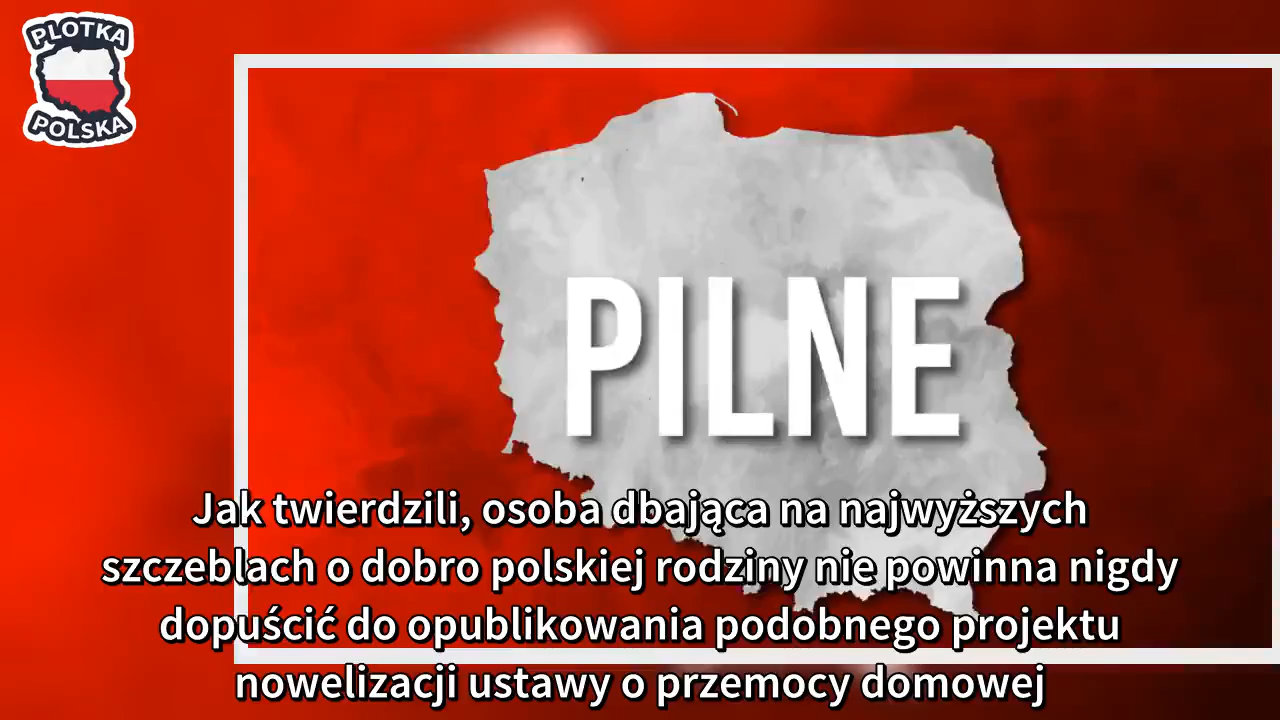 PLOTKA
POLSKA
PILNE
Jak twierdzili, osoba dbająca na najwyższych
szczeblach o dobro polskiej rodziny nie powinna nigdy
dopuścić do opublikowania podobnego projektu
nowelizacji ustawy o przemocy domowej